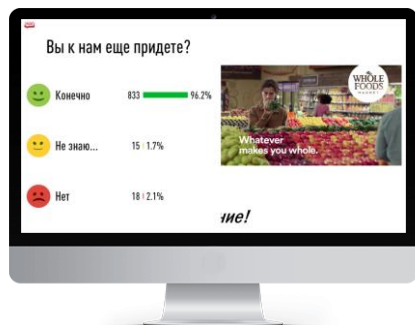 Вы к нам еще придете?
Конечно 833 96.2%
WHOLE
FOODS
MARKET
Whatever
makes you whole.
Не знаю... 15 1.7%
Нет 18 2.1%
ние!